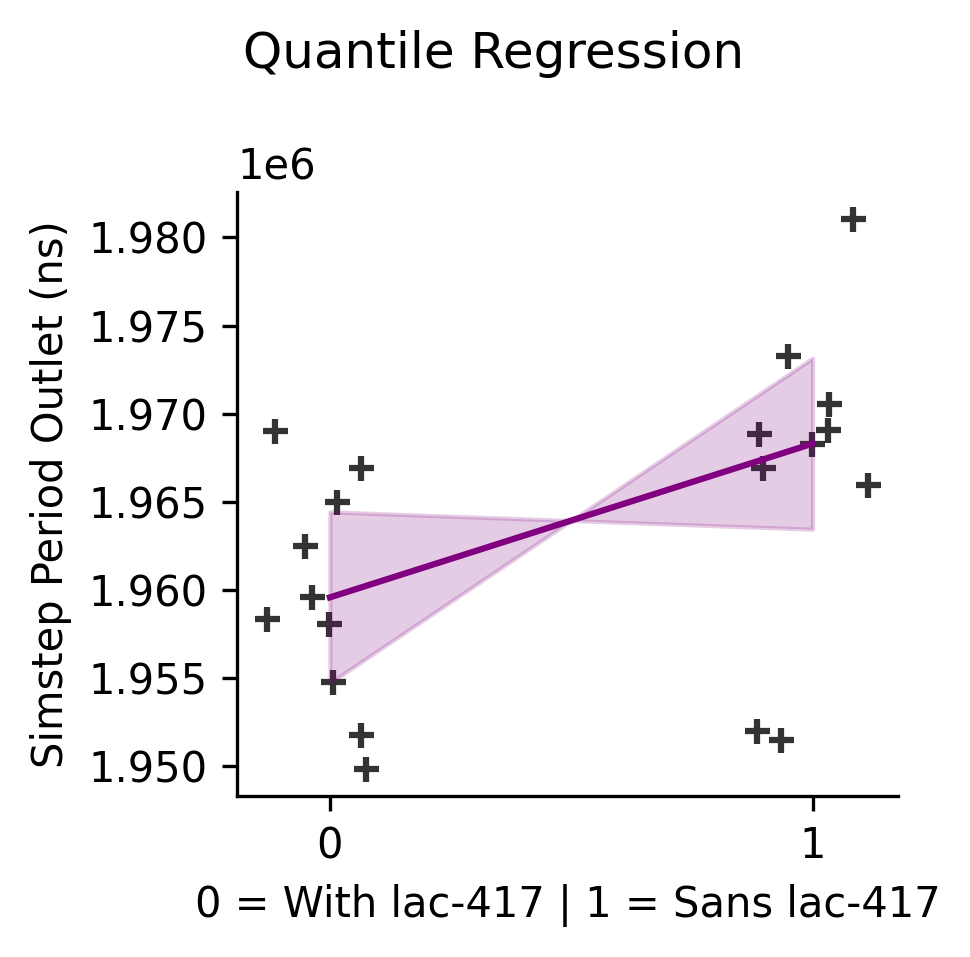 Quantile Regression
1e6
1.980
1.975
1.970
1.965
1.960
1.955
1.950
Simstep Period Outlet (ns)
0 1
0 = With lac-417 | 1 = Sans lac-417